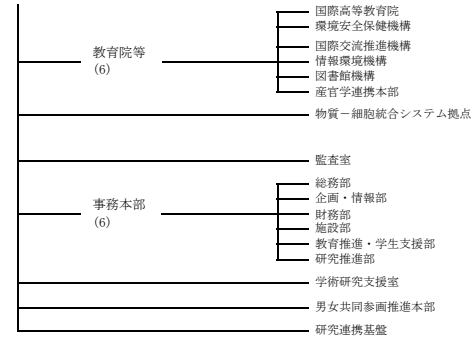 国際高等教育院
環境安全保健機構
国際交流推進機構
教育院等
(6)
情報環境機構
図書館機構
産官学連携本部
物質－細胞統合システム拠点
監査室
総務部
企画・情報部
事務本部
(6)
財務部
施設部
教育推進・学生支援部
研究推進部
学術研究支援室
男女共同参画推進本部
研究連携基盤